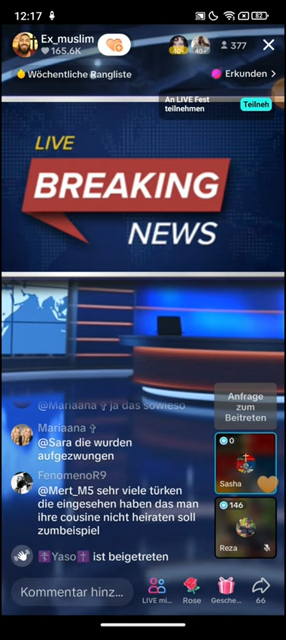 12:17
82
Ex_muslim
165.6K
377
Wöchentliche Rangliste
Erkunden >
An LIVE Fest
teilnehmen
Teilneh
LIVE
BREAKING
NEWS
@Mariaana ✞ ja das sowieso
Mariaana ✞
@Sara die wurden
aufgezwungen
FenomenoR9
@Mert_M5 sehr viele türken
die eingesehen haben das man
ihre cousine nicht heiraten soll
zumbeispiel
Yaso✝ ist beigetreten
Anfrage
zum
Beitreten
0
Sasha
146
Reza
Kommentar hinz...
LIVE mi...
Rose
Gesche...
66